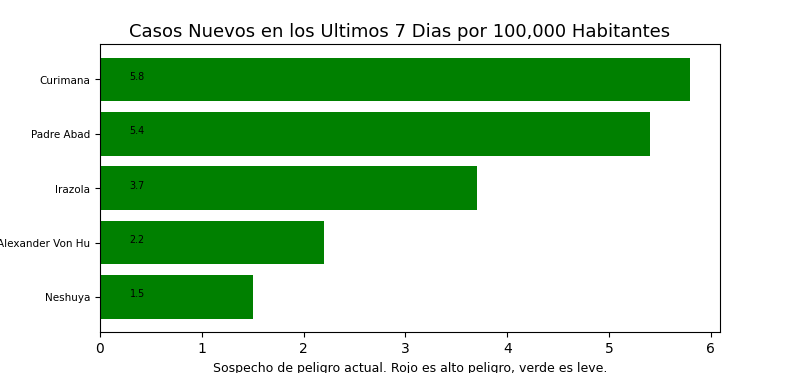 Casos Nuevos en los Ultimos 7 Dias por 100,000 Habitantes
Curimana 5.8
Padre Abad 5.4
Irazola 3.7
Alexander Von Hu 2.2
Neshuya 1.5
0 1 2 3 4 5 6
Sospecho de peligro actual. Rojo es alto peligro, verde es leve.